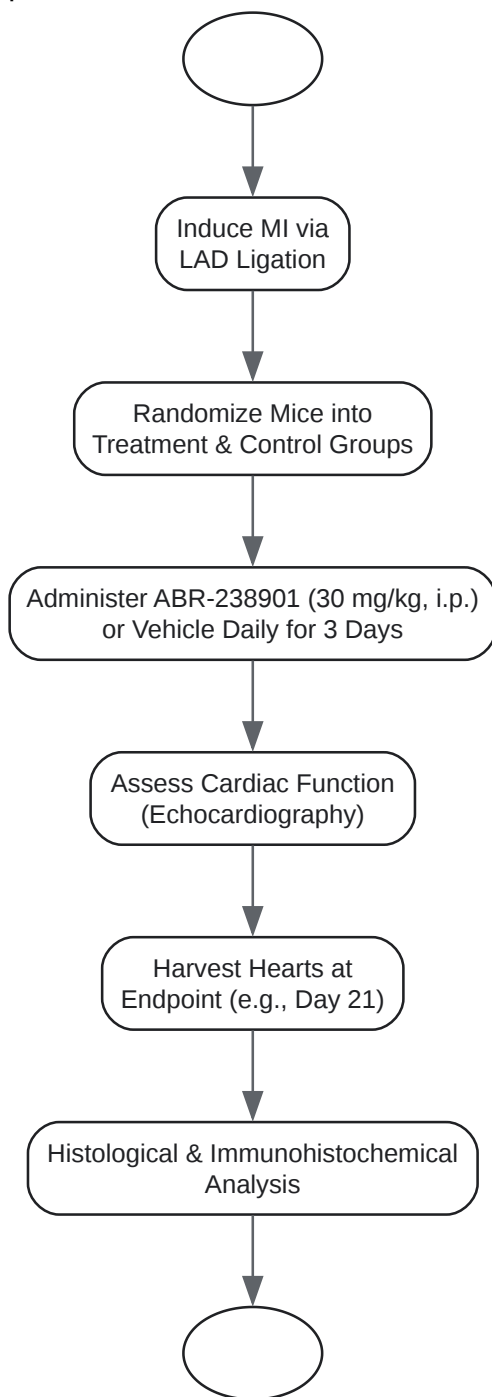 Induce MI via
LAD Ligation
Randomize Mice into
Treatment & Control Groups
Administer ABR-238901 (30 mg/kg, i.p.)
or Vehicle Daily for 3 Days
Assess Cardiac Function
(Echocardiography)
Harvest Hearts at
Endpoint (e.g., Day 21)
Histological & Immunohistochemical
Analysis